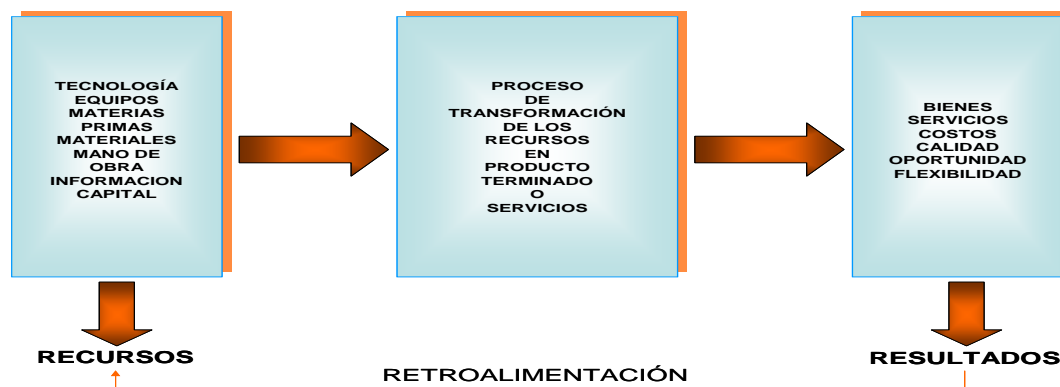 TECNOLOGÍA
EQUIPOS
MATERIAS
PRIMAS
MATERIALES
MANO DE
OBRA
INFORMACION
CAPITAL
PROCESO
DE
TRANSFORMACIÓN
DE LOS
RECURSOS
EN
PRODUCTO
TERMINADO
O
SERVICIOS
BIENES
SERVICIOS
COSTOS
CALIDAD
OPORTUNIDAD
FLEXIBILIDAD
RECURSOS
RESULTADOS
RETROALIMENTACIÓN